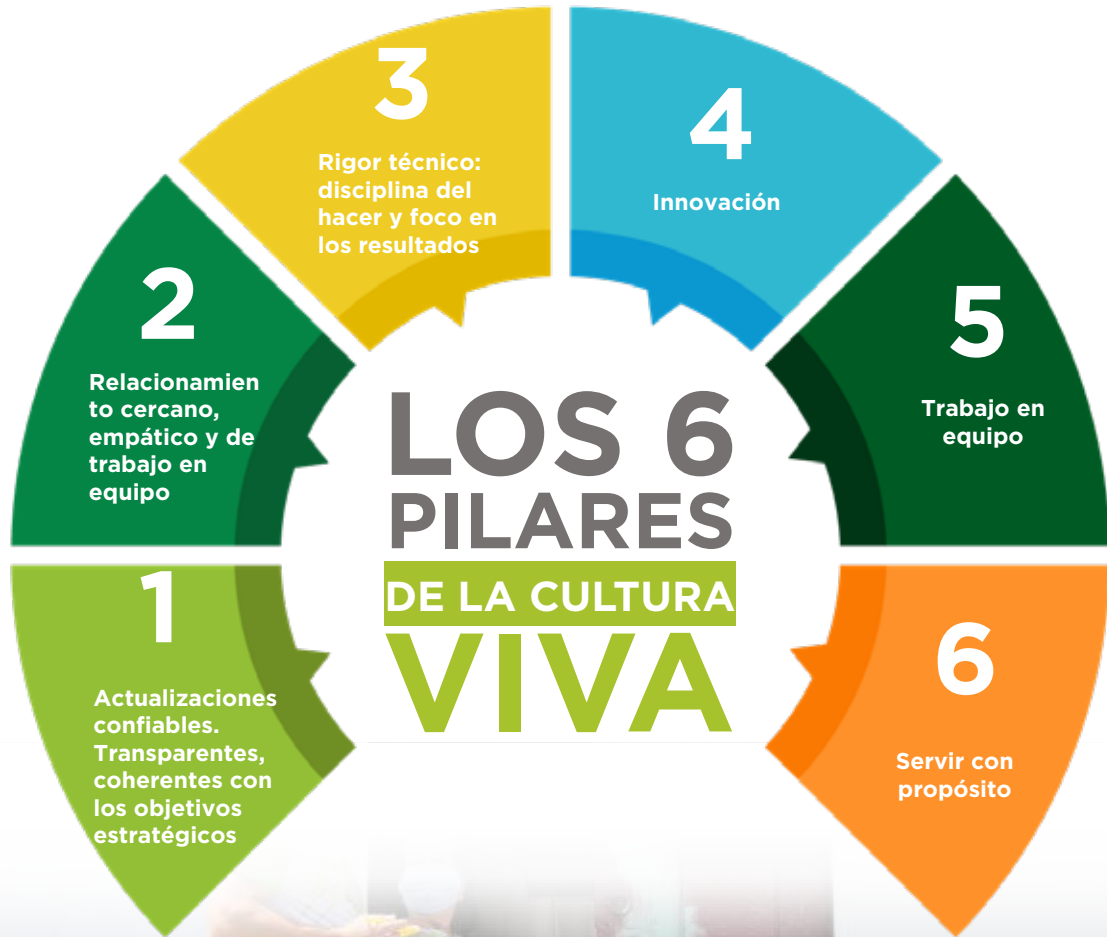 3
Rigor técnico:
disciplina del
hacer y foco en
los resultados
4
Innovación
2
Relacionamien
to cercano,
empático y de
trabajo en
equipo
5
Trabajo en
equipo
LOS 6
PILARES
DE LA CULTURA
VIVA
1
Actualizaciones
confiables.
Transparentes,
coherentes con
los objetivos
estratégicos
6
Servir con
propósito